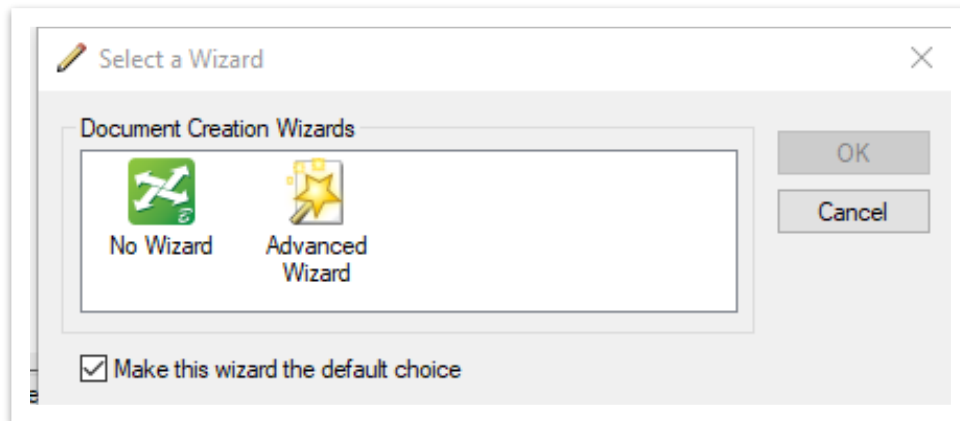 Select a Wizard
Document Creation Wizards
OK
Cancel
No Wizard
Advanced
Wizard
Make this wizard the default choice
e